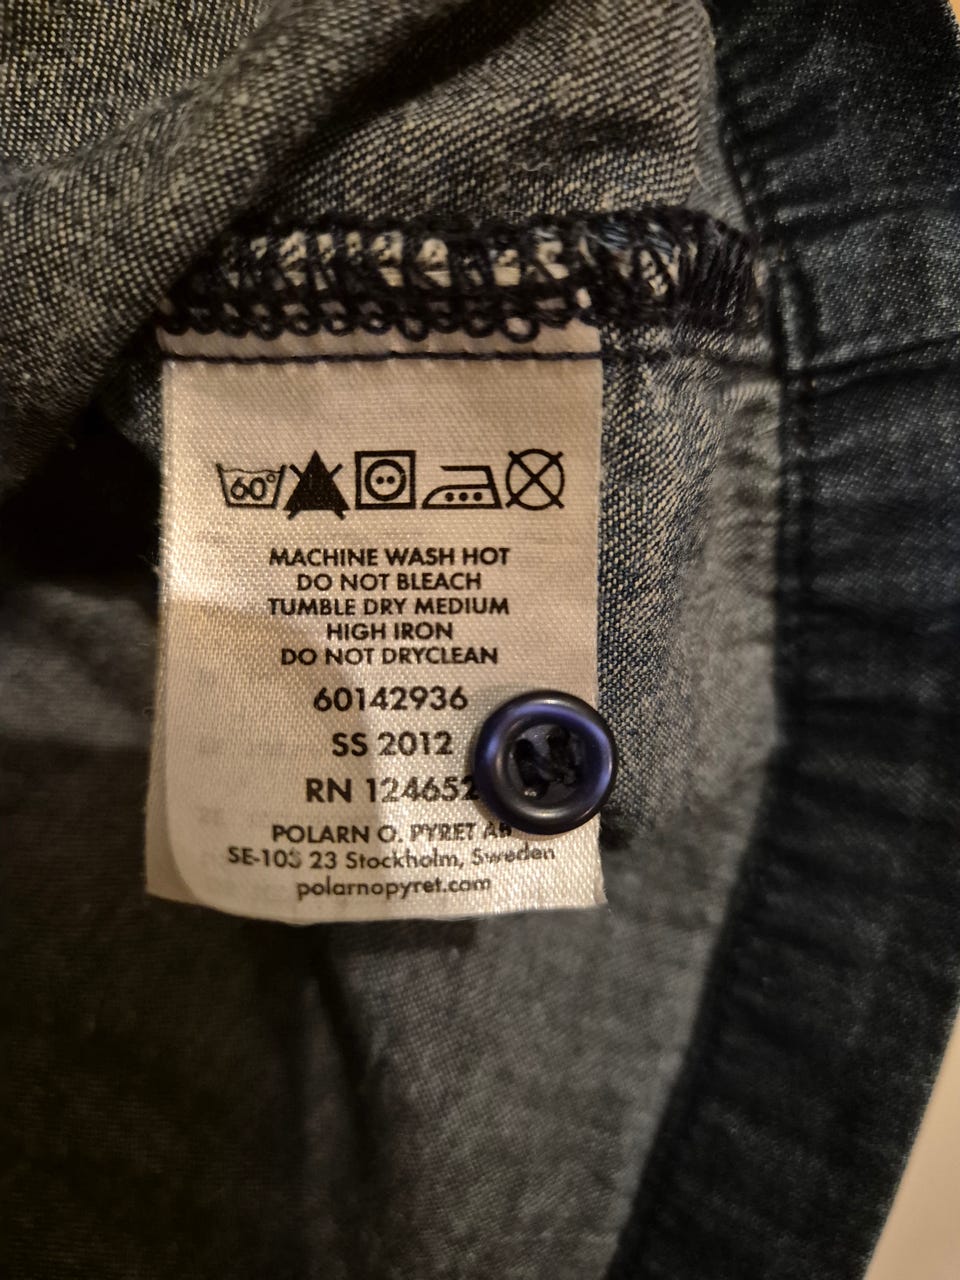 60°
MACHINE WASH HOT
DO NOT BLEACH
TUMBLE DRY MEDIUM
HIGH IRON
DO NOT DRYCLEAN
60142936
SS 2012
RN 124652
POLARN O. PYRET AB
SE-103 23 Stockholm, Sweden
polarnopyret.com